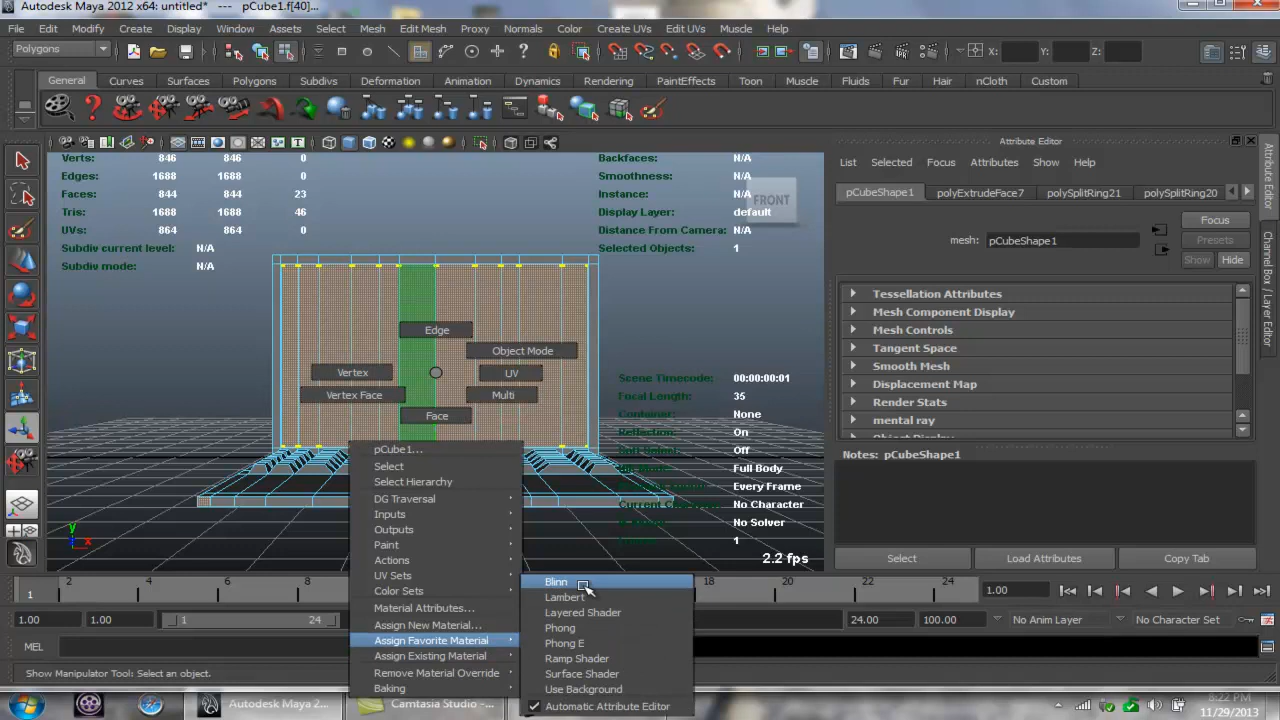 Autodesk Maya 2012 x64: untitled* --- pCube1.f[40]...
File Edit Modify Create Display Window Assets Select Mesh Edit Mesh Proxy Normals Color Create UVs Edit UVs Muscle Help
Polygons X: Y: Z:
General Curves Surfaces Polygons Subdivs Deformation Animation Dynamics Rendering PaintEffects Toon Muscle Fluids Fur Hair nCloth Custom
Attribute Editor
Verts: 846 846 0
Edges: 1688 1688 0
Faces: 844 844 23
Tris: 1688 1688 46
UVs: 864 864 0
Subdiv current level: N/A
Subdiv mode: N/A
Backfaces: N/A
Smoothness: N/A
Instance: N/A
Display Layer: default
Distance From Camera: N/A
Selected Objects: 1
FRONT
List Selected Focus Attributes Show Help
pCubeShape1 polyExtrudeFace7 polySplitRing21 polySplitRing20
mesh: pCubeShape1
Focus
Presets
Show Hide
Tessellation Attributes
Mesh Component Display
Mesh Controls
Tangent Space
Smooth Mesh
Displacement Map
Render Stats
mental ray
Notes: pCubeShape1
Select Load Attributes Copy Tab
Attribute Editor
Channel Box / Layer Editor
Edge
Object Mode
Vertex UV
Vertex Face Multi
Face
Scene Timecode: 00:00:00:01
Focal Length: 35
Container: None
Reflection: On
Off
Full Body
Every Frame
No Character
No Solver
1
2.2 fps
pCube1...
Select
Select Hierarchy
DG Traversal
Inputs
Outputs
Paint
Actions
UV Sets
Color Sets
Material Attributes...
Assign New Material...
Assign Favorite Material
Assign Existing Material
Remove Material Override
Baking
Blinn
Lambert
Layered Shader
Phong
Phong E
Ramp Shader
Surface Shader
Use Background
Automatic Attribute Editor
1 2 4 6 8 18 20 22 24 1.00
1.00 1.00 1 24 24.00 100.00 No Anim Layer No Character Set
MEL
Show Manipulator Tool: Select an object.
Autodesk Maya 2... Camtasia Studio - ...
8:22 PM
11/29/2013